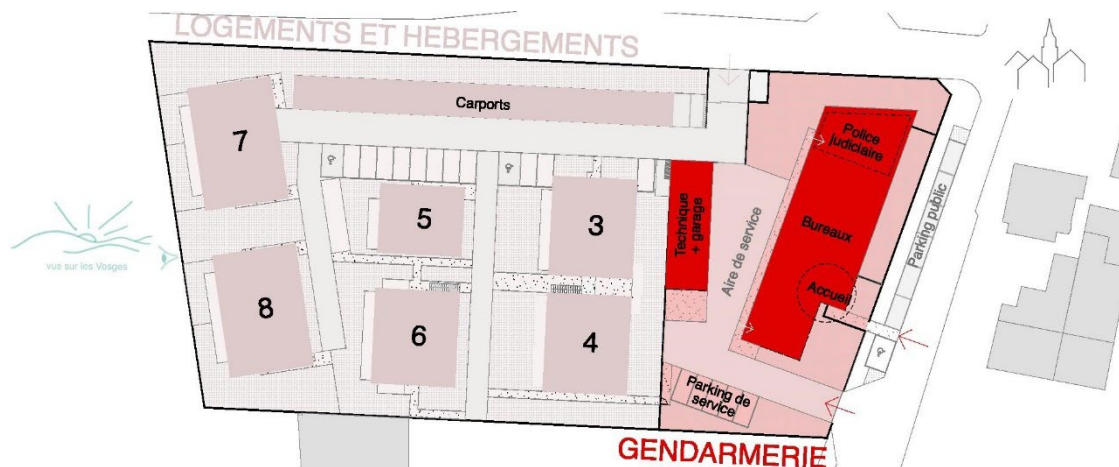 LOGEMENTS ET HEBERGEMENTS
Carports
7
Police
judiciaire
5
3
Technique
+ garage
Aire de service
Bureaux
Parking public
vue sur les Vosges
8
6
4
Accueil
Parking de
service
GENDARMERIE